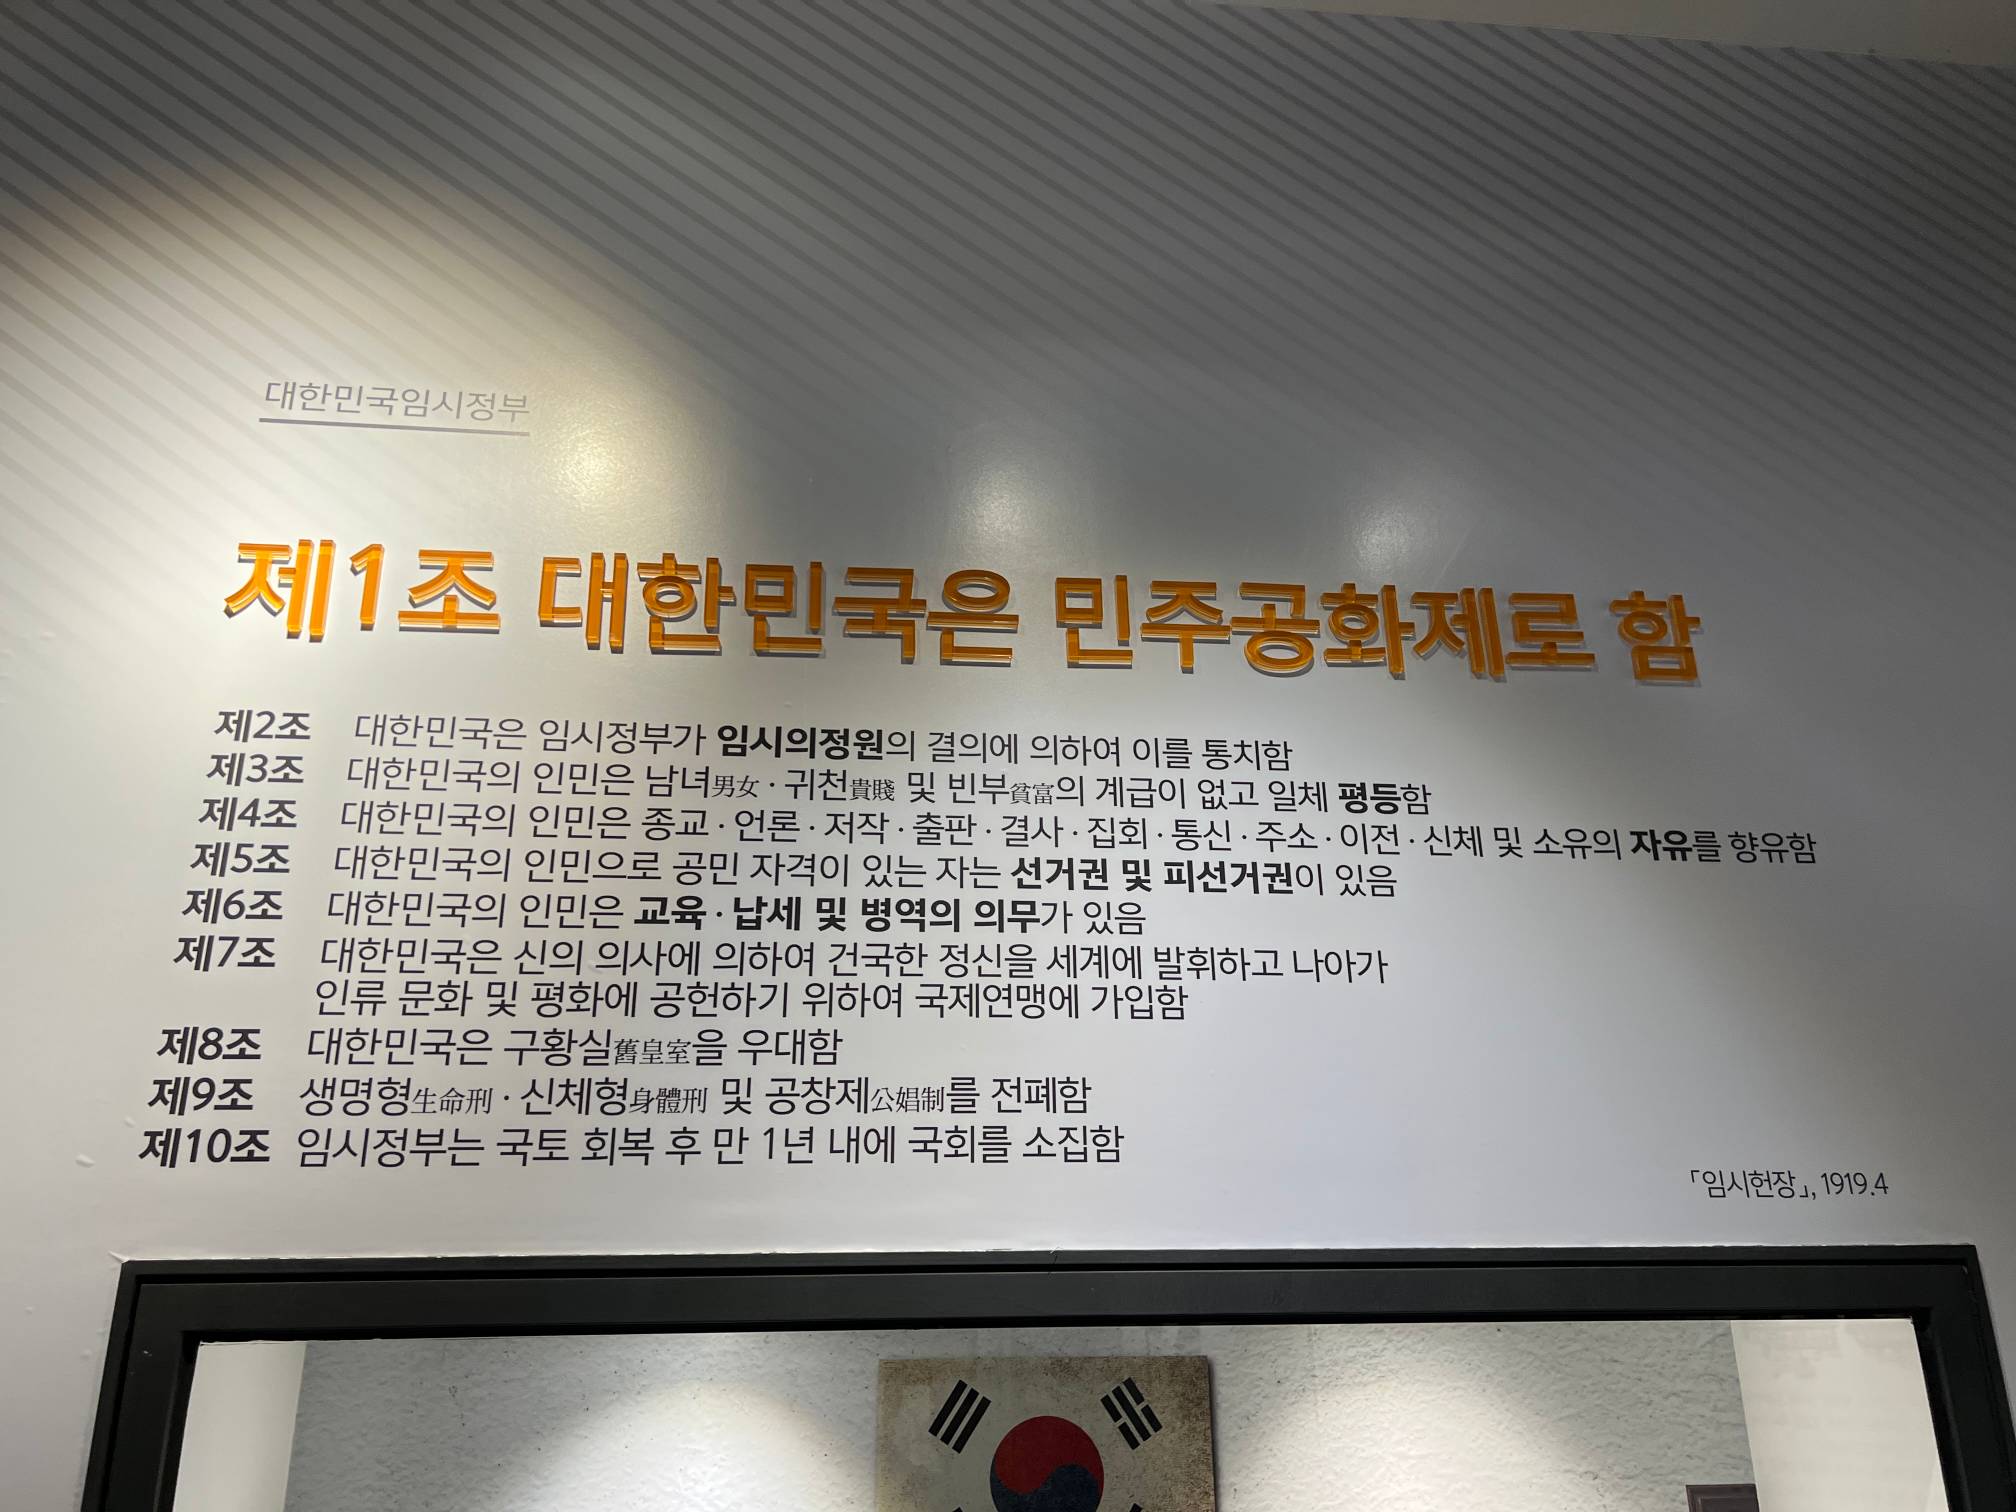 대한민국임시정부
제1조 대한민국은 민주공화제로 함
제2조 대한민국은 임시정부가 임시의정원의 결의에 의하여 이를 통치함
제3조 대한민국의 인민은 남녀男女·귀천貴賤 및 빈부貧富의 계급이 없고 일체 평등함
제4조 대한민국의 인민은 종교·언론·저작·출판·결사·집회·통신·주소·이전·신체 및 소유의 자유를 향유함
제5조 대한민국의 인민으로 공민 자격이 있는 자는 선거권 및 피선거권이 있음
제6조 대한민국의 인민은 교육·납세 및 병역의 의무가 있음
제7조 대한민국은 신의 의사에 의하여 건국한 정신을 세계에 발휘하고 나아가
인류 문화 및 평화에 공헌하기 위하여 국제연맹에 가입함
제8조 대한민국은 구황실舊皇室을 우대함
제9조 생명형生命刑·신체형身體刑 및 공창제公娼制를 전폐함
제10조 임시정부는 국토 회복 후 만 1년 내에 국회를 소집함
「임시헌장」, 1919.4